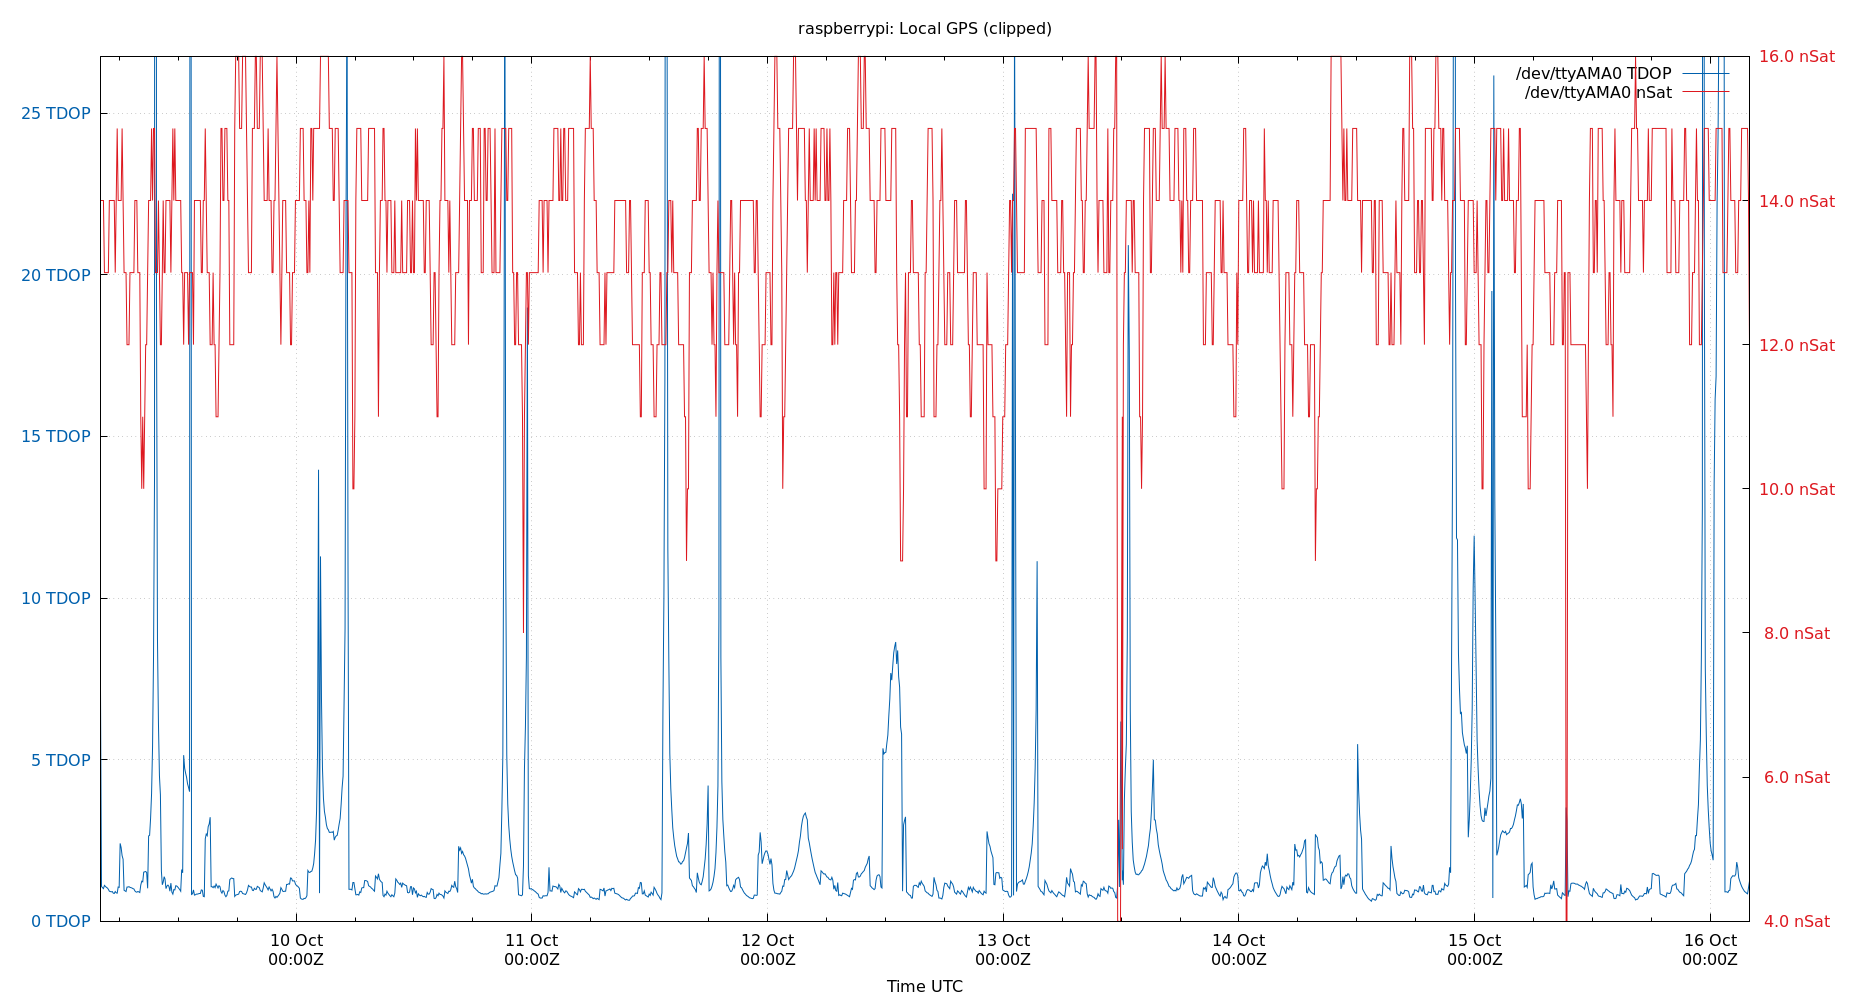 raspberrypi: Local GPS (clipped)
/dev/ttyAMA0 TDOP
/dev/ttyAMA0 nSat
25 TDOP
20 TDOP
15 TDOP
10 TDOP
5 TDOP
0 TDOP
16.0 nSat
14.0 nSat
12.0 nSat
10.0 nSat
8.0 nSat
6.0 nSat
4.0 nSat
10 Oct
00:00Z
11 Oct
00:00Z
12 Oct
00:00Z
13 Oct
00:00Z
14 Oct
00:00Z
15 Oct
00:00Z
16 Oct
00:00Z
Time UTC